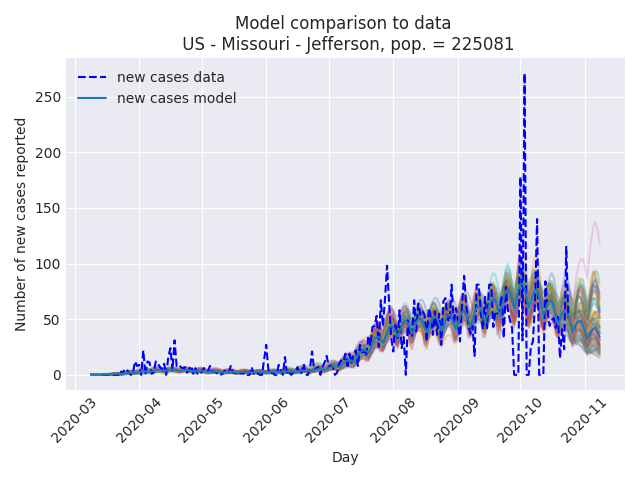 Model comparison to data
US - Missouri - Jefferson, pop. = 225081
new cases data
new cases model
Number of new cases reported
250
200
150
100
50
0
2020-03
2020-04
2020-05
2020-06
2020-07
2020-08
2020-09
2020-10
2020-11
Day